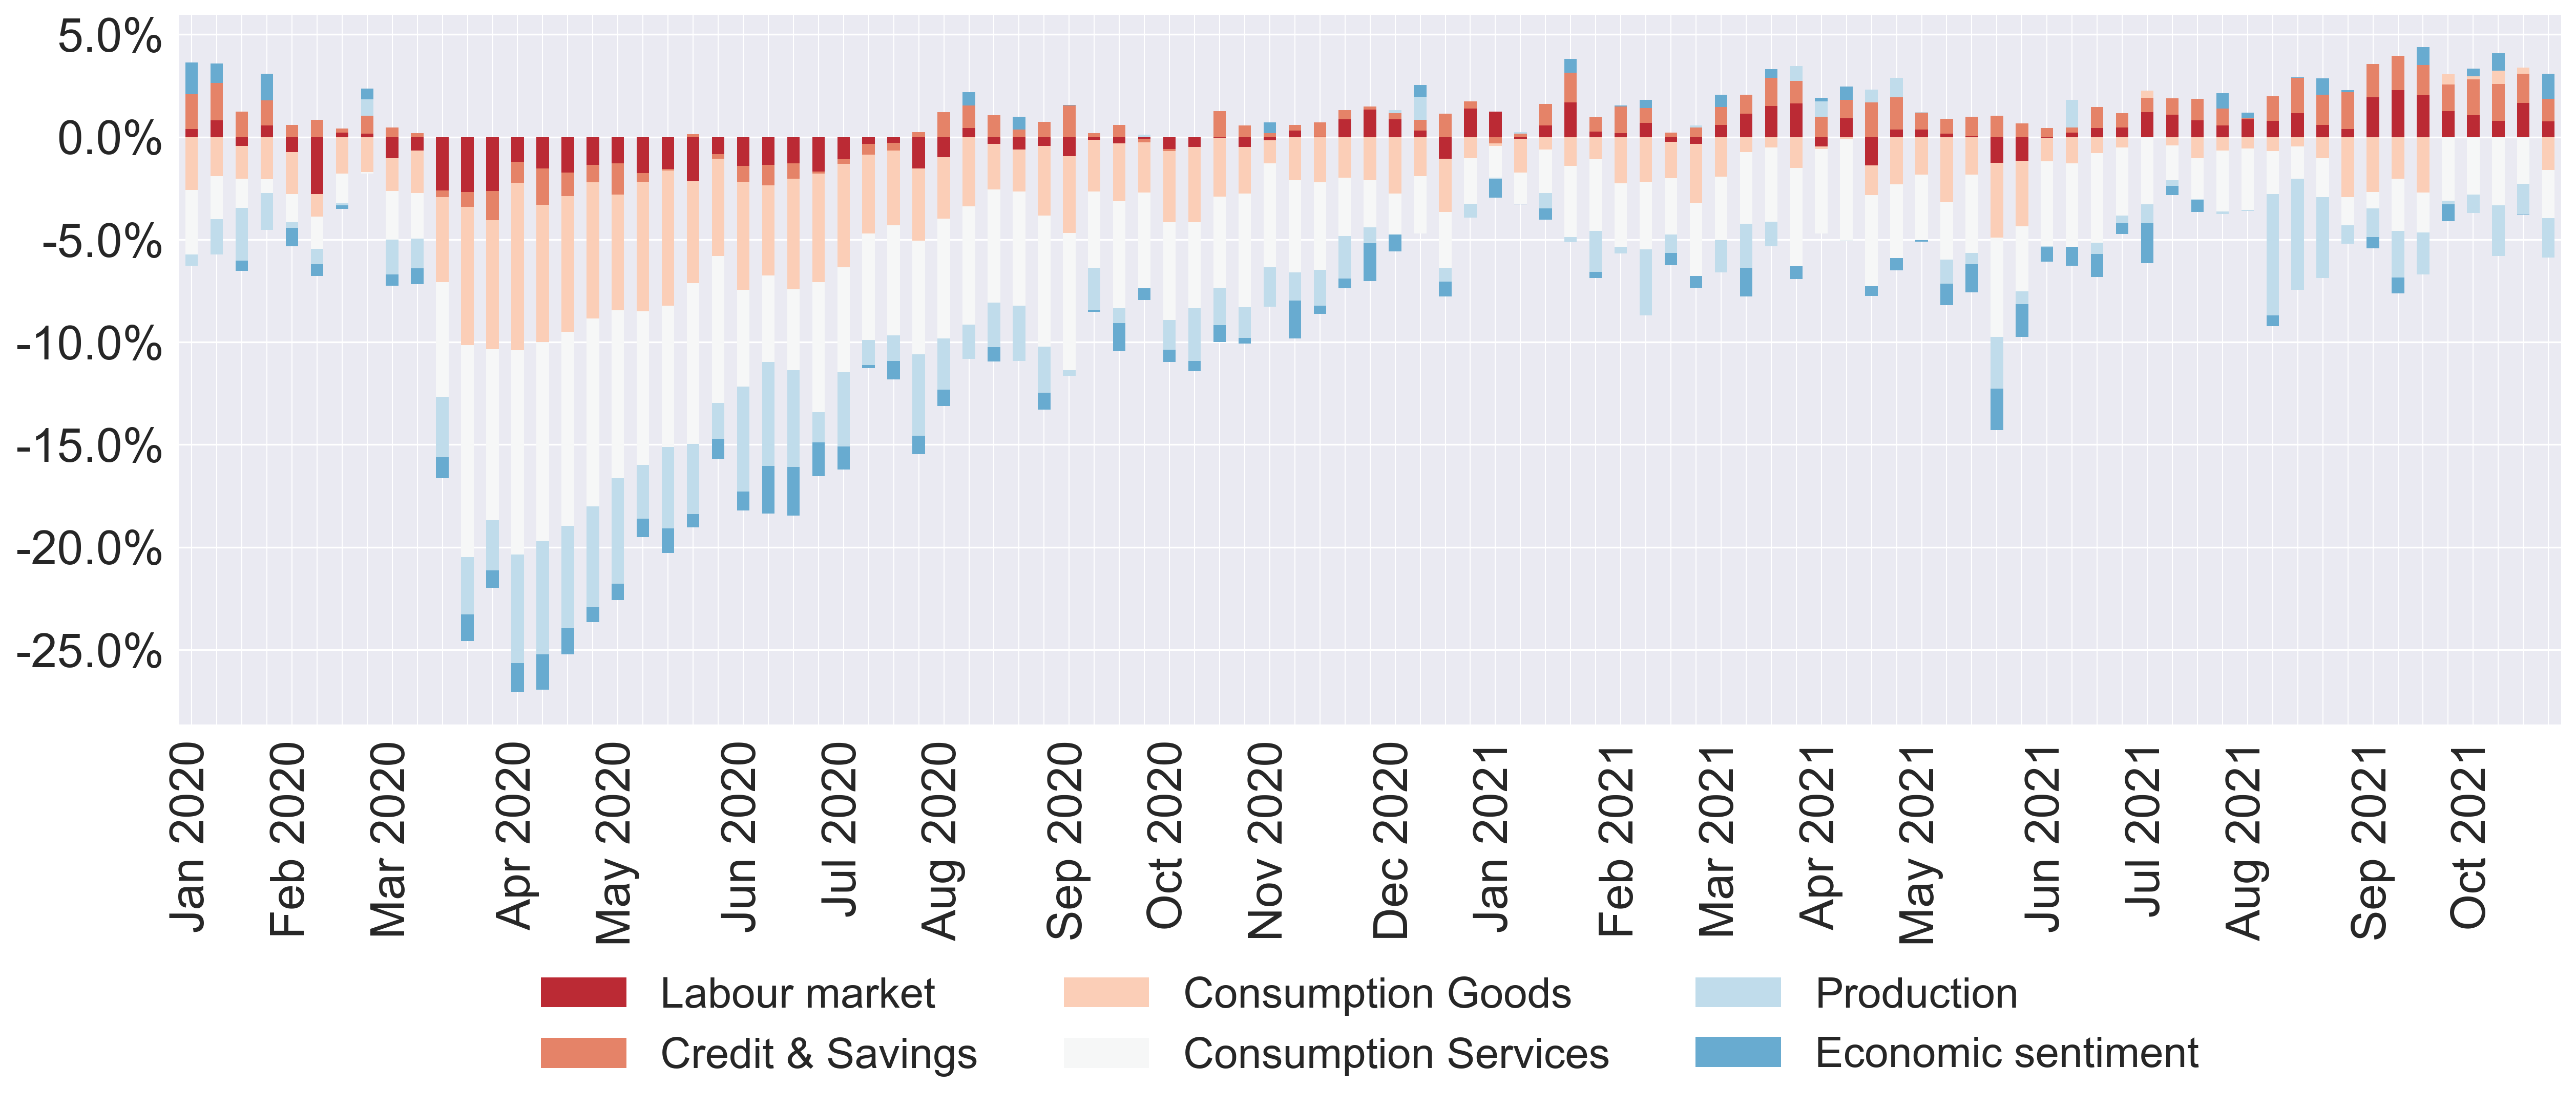 5.0%
0.0%
-5.0%
-10.0%
-15.0%
-20.0%
-25.0%
Jan 2020
Feb 2020
Mar 2020
Apr 2020
May 2020
Jun 2020
Jul 2020
Aug 2020
Sep 2020
Oct 2020
Nov 2020
Dec 2020
Jan 2021
Feb 2021
Mar 2021
Apr 2021
May 2021
Jun 2021
Jul 2021
Aug 2021
Sep 2021
Oct 2021
Labour market
Credit & Savings
Consumption Goods
Consumption Services
Production
Economic sentiment